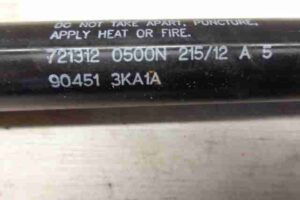 DO NOT TAKE APART, PUNCTURE,
APPLY HEAT OR FIRE.
721312 0500N 215/12 A 5
90451 3KA1A